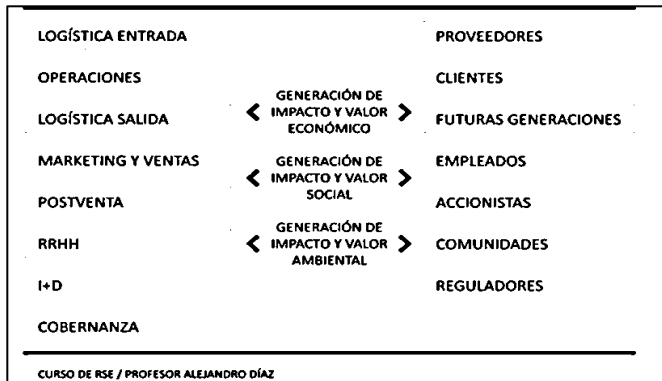 LOGÍSTICA ENTRADA
OPERACIONES
LOGÍSTICA SALIDA
MARKETING Y VENTAS
POSTVENTA
RRHH
I+D
COBERNANZA
< GENERACIÓN DE
IMPACTO Y VALOR
ECONÓMICO >
< GENERACIÓN DE
IMPACTO Y VALOR
SOCIAL >
< GENERACIÓN DE
IMPACTO Y VALOR
AMBIENTAL >
PROVEEDORES
CLIENTES
FUTURAS GENERACIONES
EMPLEADOS
ACCIONISTAS
COMUNIDADES
REGULADORES
CURSO DE RSE / PROFESOR ALEJANDRO DÍAZ